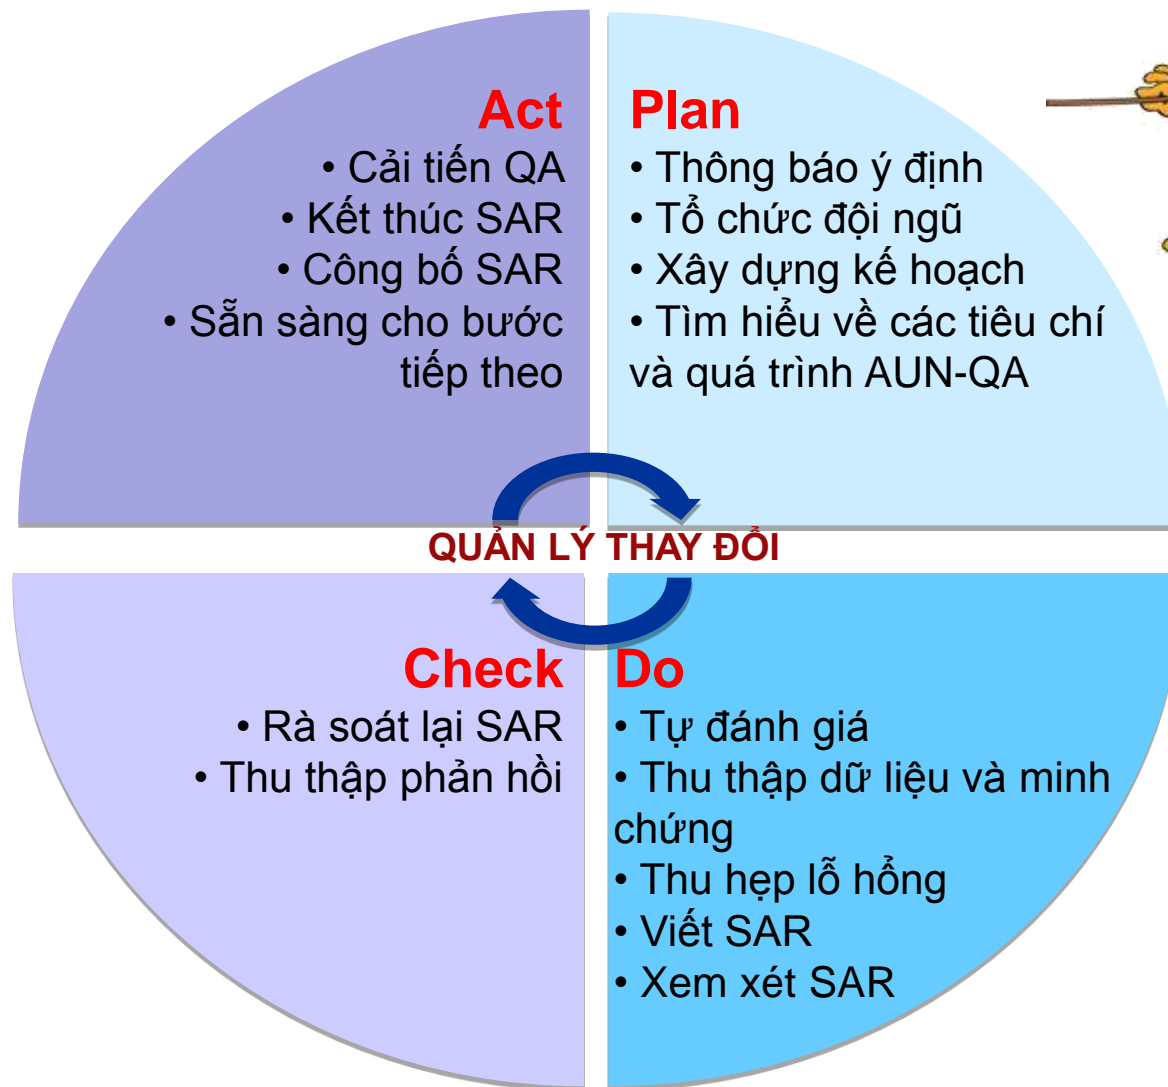 Act
• Cải tiến QA
• Kết thúc SAR
• Công bố SAR
• Sẵn sàng cho bước
tiếp theo
Plan
• Thông báo ý định
• Tổ chức đội ngũ
• Xây dựng kế hoạch
• Tìm hiểu về các tiêu chí
và quá trình AUN-QA
QUẢN LÝ THAY ĐỔI
Check
• Rà soát lại SAR
• Thu thập phản hồi
Do
• Tự đánh giá
• Thu thập dữ liệu và minh
chứng
• Thu hẹp lỗ hổng
• Viết SAR
• Xem xét SAR